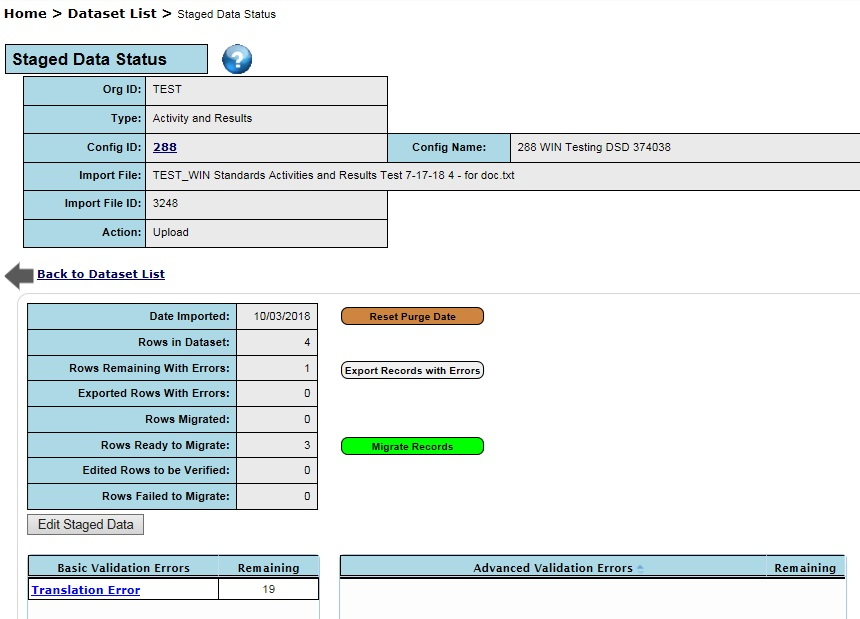 Home > Dataset List > Staged Data Status
Staged Data Status ?
Org ID: TEST
Type: Activity and Results
Config ID: 288 Config Name: 288 WIN Testing DSD 374038
Import File: TEST_WIN Standards Activities and Results Test 7-17-18 4 - for doc.txt
Import File ID: 3248
Action: Upload
Back to Dataset List
Date Imported: 10/03/2018 Reset Purge Date
Rows in Dataset: 4
Rows Remaining With Errors: 1 Export Records with Errors
Exported Rows With Errors: 0
Rows Migrated: 0
Rows Ready to Migrate: 3 Migrate Records
Edited Rows to be Verified: 0
Rows Failed to Migrate: 0
Edit Staged Data
Basic Validation Errors Remaining Advanced Validation Errors Remaining
Translation Error 19